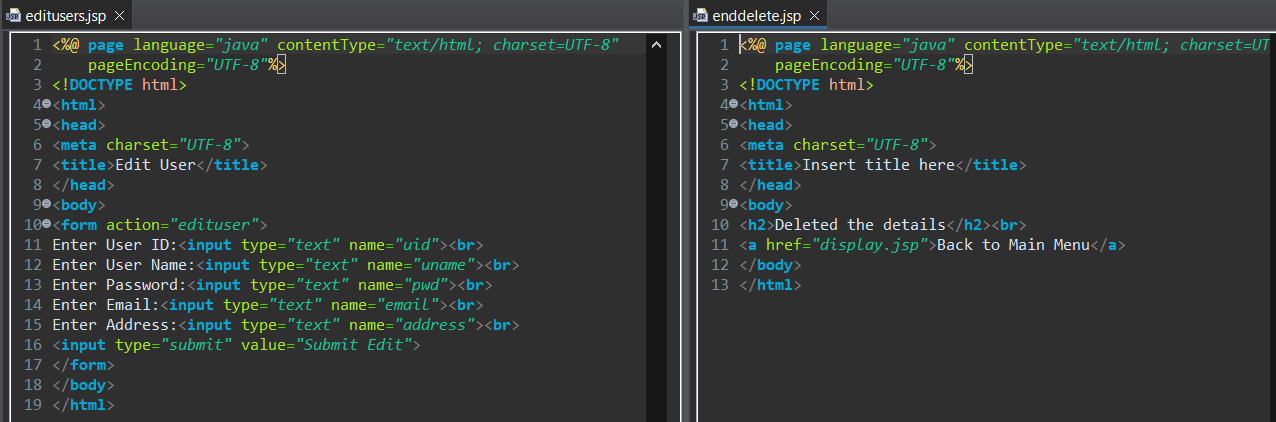 editusers.jsp
1 <%@ page language="java" contentType="text/html; charset=UTF-8"
2     pageEncoding="UTF-8"%>
3 <!DOCTYPE html>
4 <html>
5 <head>
6 <meta charset="UTF-8">
7 <title>Edit User</title>
8 </head>
9 <body>
10 <form action="edituser">
11 Enter User ID:<input type="text" name="uid"><br>
12 Enter User Name:<input type="text" name="uname"><br>
13 Enter Password:<input type="text" name="pwd"><br>
14 Enter Email:<input type="text" name="email"><br>
15 Enter Address:<input type="text" name="address"><br>
16 <input type="submit" value="Submit Edit">
17 </form>
18 </body>
19 </html>
enddelete.jsp
1 <%@ page language="java" contentType="text/html; charset=UT
2     pageEncoding="UTF-8"%>
3 <!DOCTYPE html>
4 <html>
5 <head>
6 <meta charset="UTF-8">
7 <title>Insert title here</title>
8 </head>
9 <body>
10 <h2>Deleted the details</h2><br>
11 <a href="display.jsp">Back to Main Menu</a>
12 </body>
13 </html>